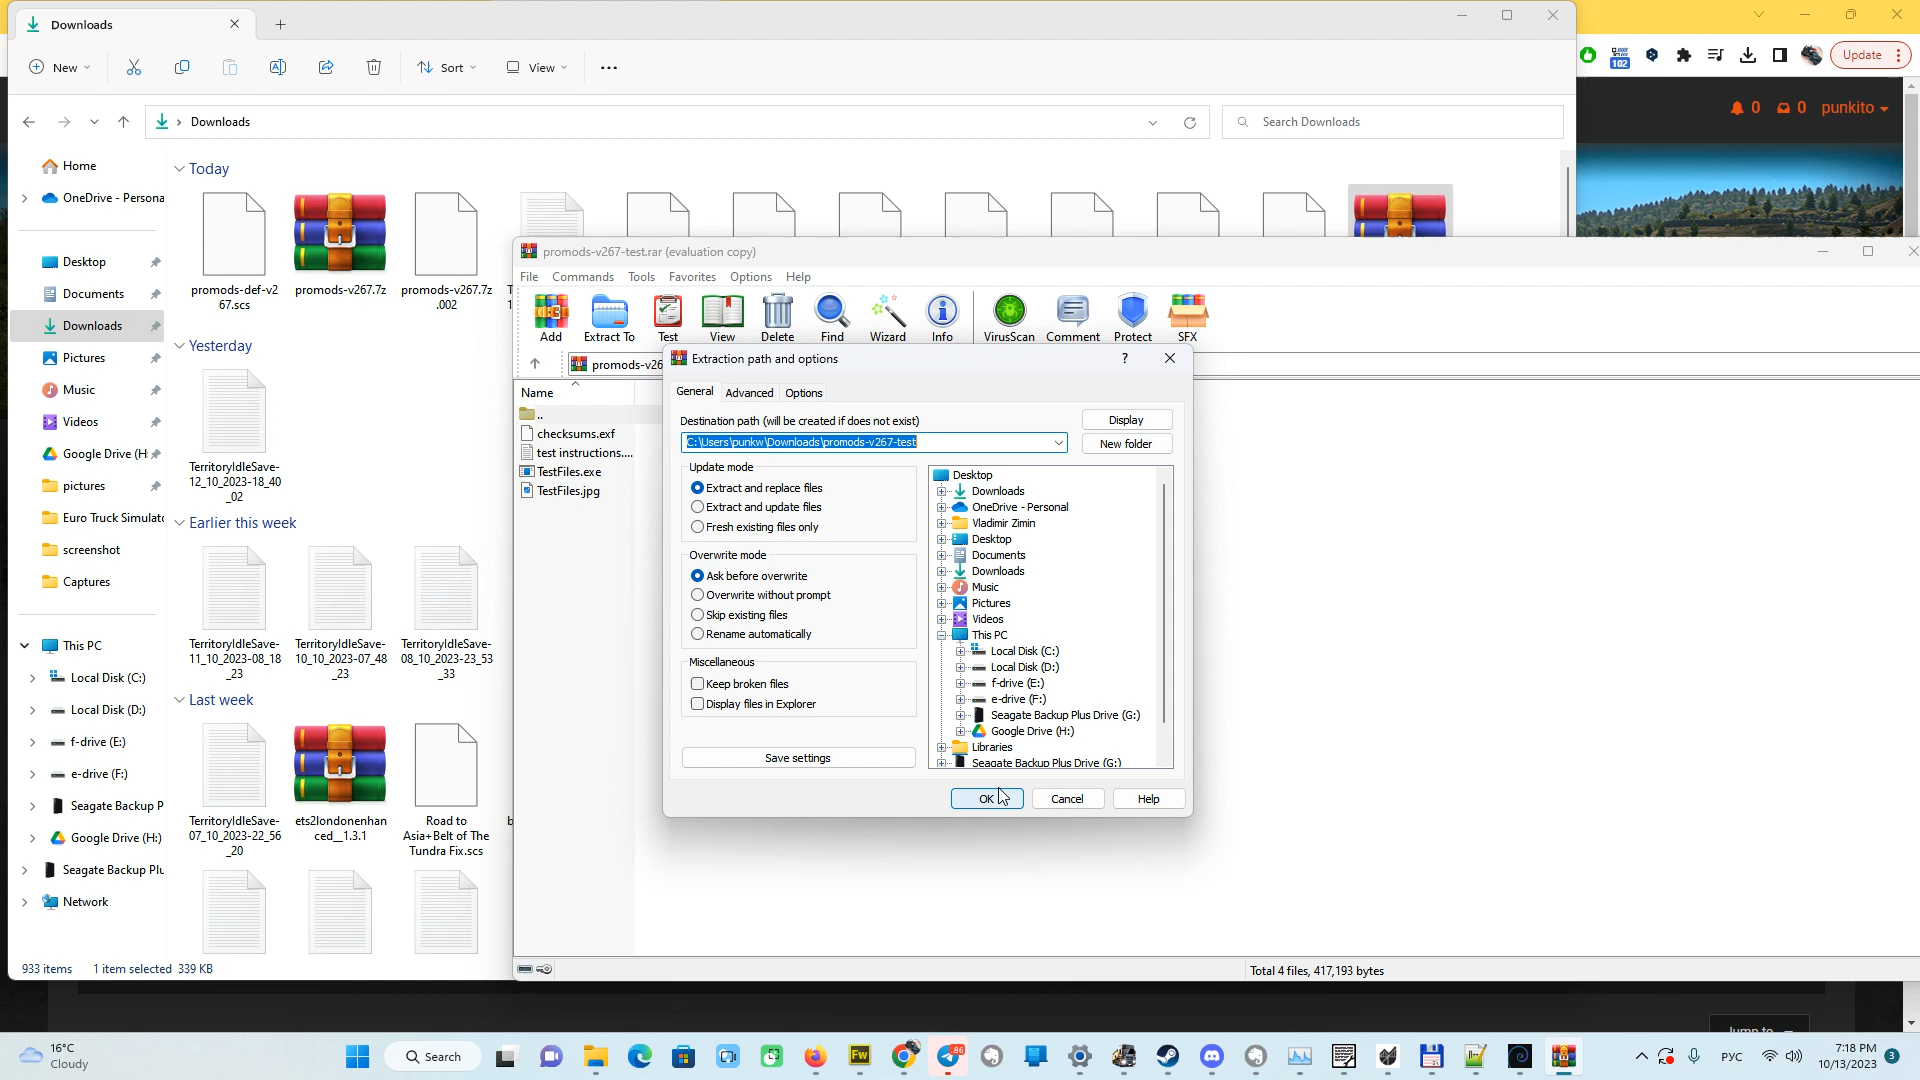 Downloads
Update
New
Sort
View
102
Downloads
Search Downloads
0
0
punkito
Home
OneDrive - Persona
Desktop
Documents
Downloads
Pictures
Music
Videos
Google Drive (H:
pictures
Euro Truck Simulato
screenshot
Captures
This PC
Local Disk (C:)
Local Disk (D:)
f-drive (E:)
e-drive (F:)
Seagate Backup P
Google Drive (H:)
Seagate Backup Plu
Network
Today
promods-def-v2
67.scs
promods-v267.7z
promods-v267.7z
.002
Yesterday
TerritoryIdleSave-
12_10_2023-18_40
_02
Earlier this week
TerritoryIdleSave-
11_10_2023-08_18
_23
TerritoryIdleSave-
10_10_2023-07_48
_23
TerritoryIdleSave-
08_10_2023-23_53
_33
Last week
TerritoryIdleSave-
07_10_2023-22_56
_20
ets2londonenhan
ced__1.3.1
Road to
Asia+Belt of The
Tundra Fix.scs
933 items
1 item selected 339 KB
promods-v267-test.rar (evaluation copy)
File
Commands
Tools
Favorites
Options
Help
Add
Extract To
Test
View
Delete
Find
Wizard
Info
VirusScan
Comment
Protect
SFX
promods-v26
Name
..
checksums.exf
test instructions....
TestFiles.exe
TestFiles.jpg
Total 4 files, 417,193 bytes
Extraction path and options
?
General
Advanced
Options
Destination path (will be created if does not exist)
C:\Users\punkw\Downloads\promods-v267-test
Display
New folder
Update mode
Extract and replace files
Extract and update files
Fresh existing files only
Overwrite mode
Ask before overwrite
Overwrite without prompt
Skip existing files
Rename automatically
Miscellaneous
Keep broken files
Display files in Explorer
Save settings
Desktop
Downloads
OneDrive - Personal
Vladimir Zimin
Desktop
Documents
Downloads
Music
Pictures
Videos
This PC
Local Disk (C:)
Local Disk (D:)
f-drive (E:)
e-drive (F:)
Seagate Backup Plus Drive (G:)
Google Drive (H:)
Libraries
Seagate Backup Plus Drive (G:)
OK
Cancel
Help
Jump to
16°C
Cloudy
Search
Fw
86
РУС
7:18 PM
10/13/2023
3